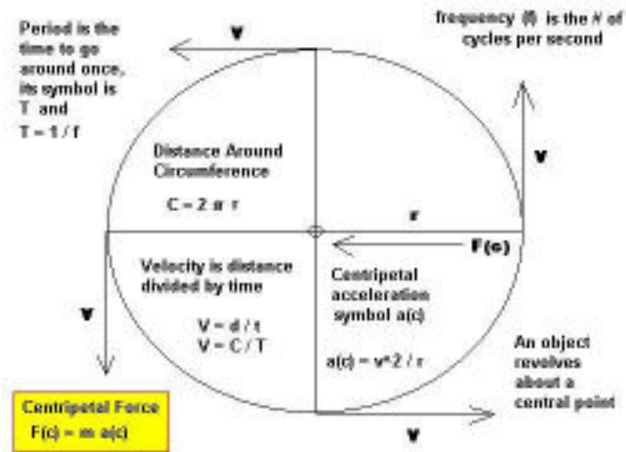 Period is the
time to go
around once,
its symbol is
T and
T = 1 / f
V
frequency (f) is the # of
cycles per second
V
Distance Around
Circumference
C = 2 π r
r
F(c)
Velocity is distance
divided by time
V = d / t
V = C / T
Centripetal
acceleration
symbol a(c)
a(c) = v^2 / r
V
An object
revolves
about a
central point
V
Centripetal Force
F(c) = m a(c)